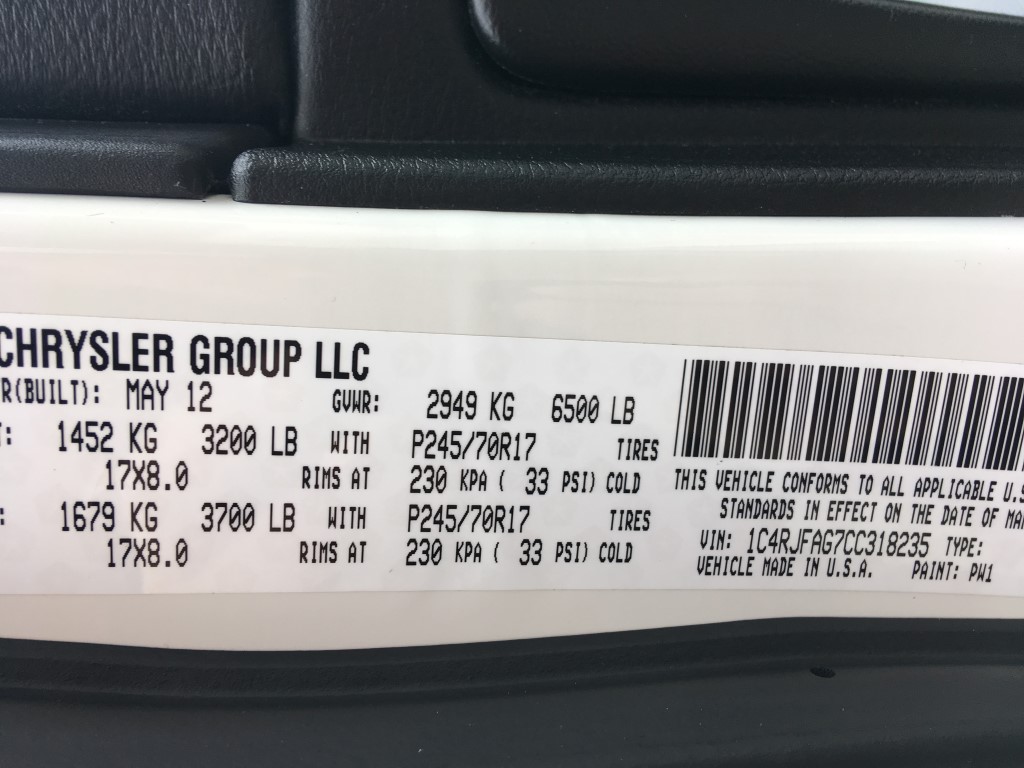 CHRYSLER GROUP LLC
R(BUILT): MAY 12 GVWR: 2949 KG 6500 LB
T: 1452 KG 3200 LB WITH P245/70R17 TIRES
17X8.0 RIMS AT 230 KPA ( 33 PSI) COLD
: 1679 KG 3700 LB WITH P245/70R17 TIRES
17X8.0 RIMS AT 230 KPA ( 33 PSI) COLD
THIS VEHICLE CONFORMS TO ALL APPLICABLE U.S
STANDARDS IN EFFECT ON THE DATE OF MA
VIN: 1C4RJFAG7CC318235 TYPE:
VEHICLE MADE IN U.S.A. PAINT: PW1